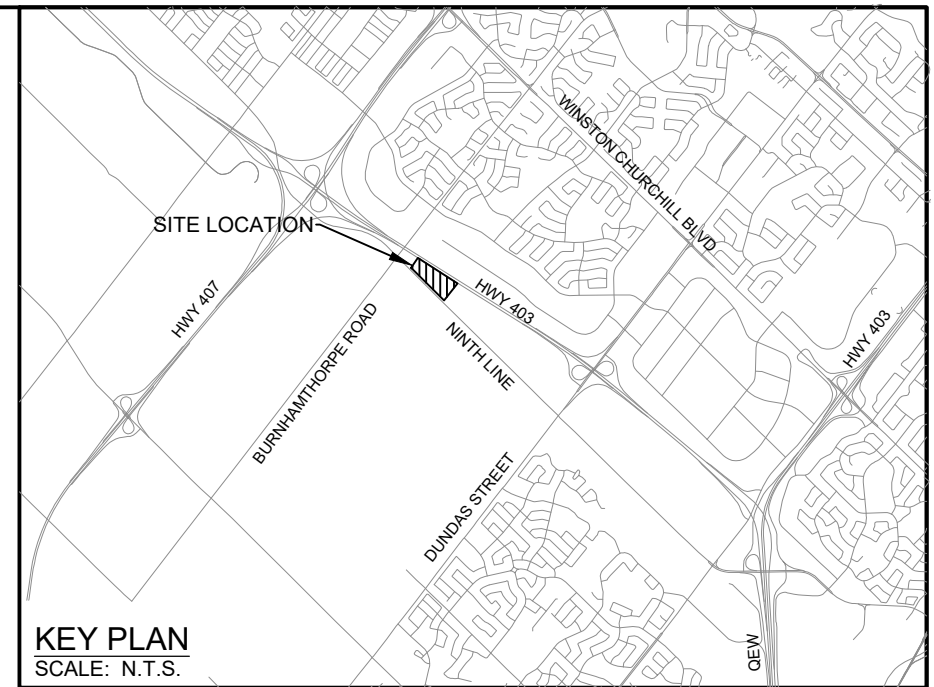 WINSTON CHURCHILL BLVD
SITE LOCATION
HWY 407
HWY 403
BURNHAMTHORPE ROAD
NINTH LINE
HWY 403
DUNDAS STREET
QEW
KEY PLAN
SCALE: N.T.S.